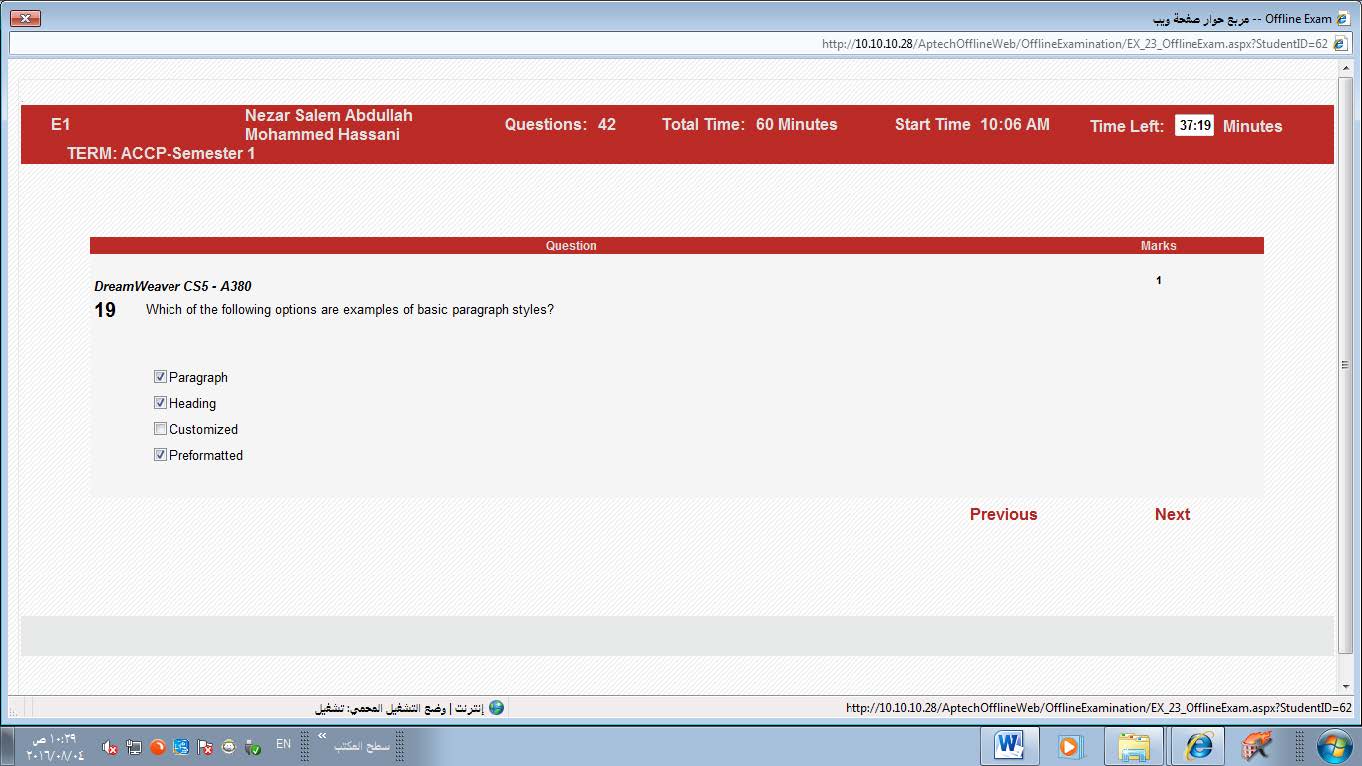 Offline Exam -- مربع حوار صفحة ويب
http://10.10.10.28/AptechOfflineWeb/OfflineExamination/EX_23_OfflineExam.aspx?StudentID=62
E1
Nezar Salem Abdullah
Mohammed Hassani
Questions: 42
Total Time: 60 Minutes
Start Time 10:06 AM
Time Left: 37:19 Minutes
TERM: ACCP-Semester 1
Question Marks
DreamWeaver CS5 - A380
1
19 Which of the following options are examples of basic paragraph styles?
Paragraph
Heading
Customized
Preformatted
Previous Next
إنترنت | وضع التشغيل المحمي: تشغيل
http://10.10.10.28/AptechOfflineWeb/OfflineExamination/EX_23_OfflineExam.aspx?StudentID=62
١٠:٢٩ ص
٢٠١٦/٠٨/٠٤
EN
سطح المكتب